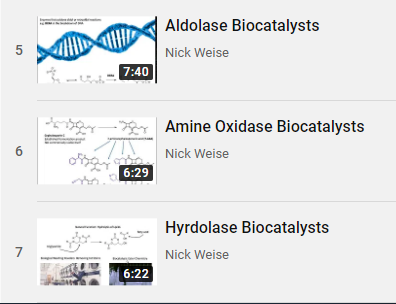 5
Aldolase Biocatalysts
Nick Weise
7:40
6
Amine Oxidase Biocatalysts
Nick Weise
6:29
7
Hyrdolase Biocatalysts
Nick Weise
6:22